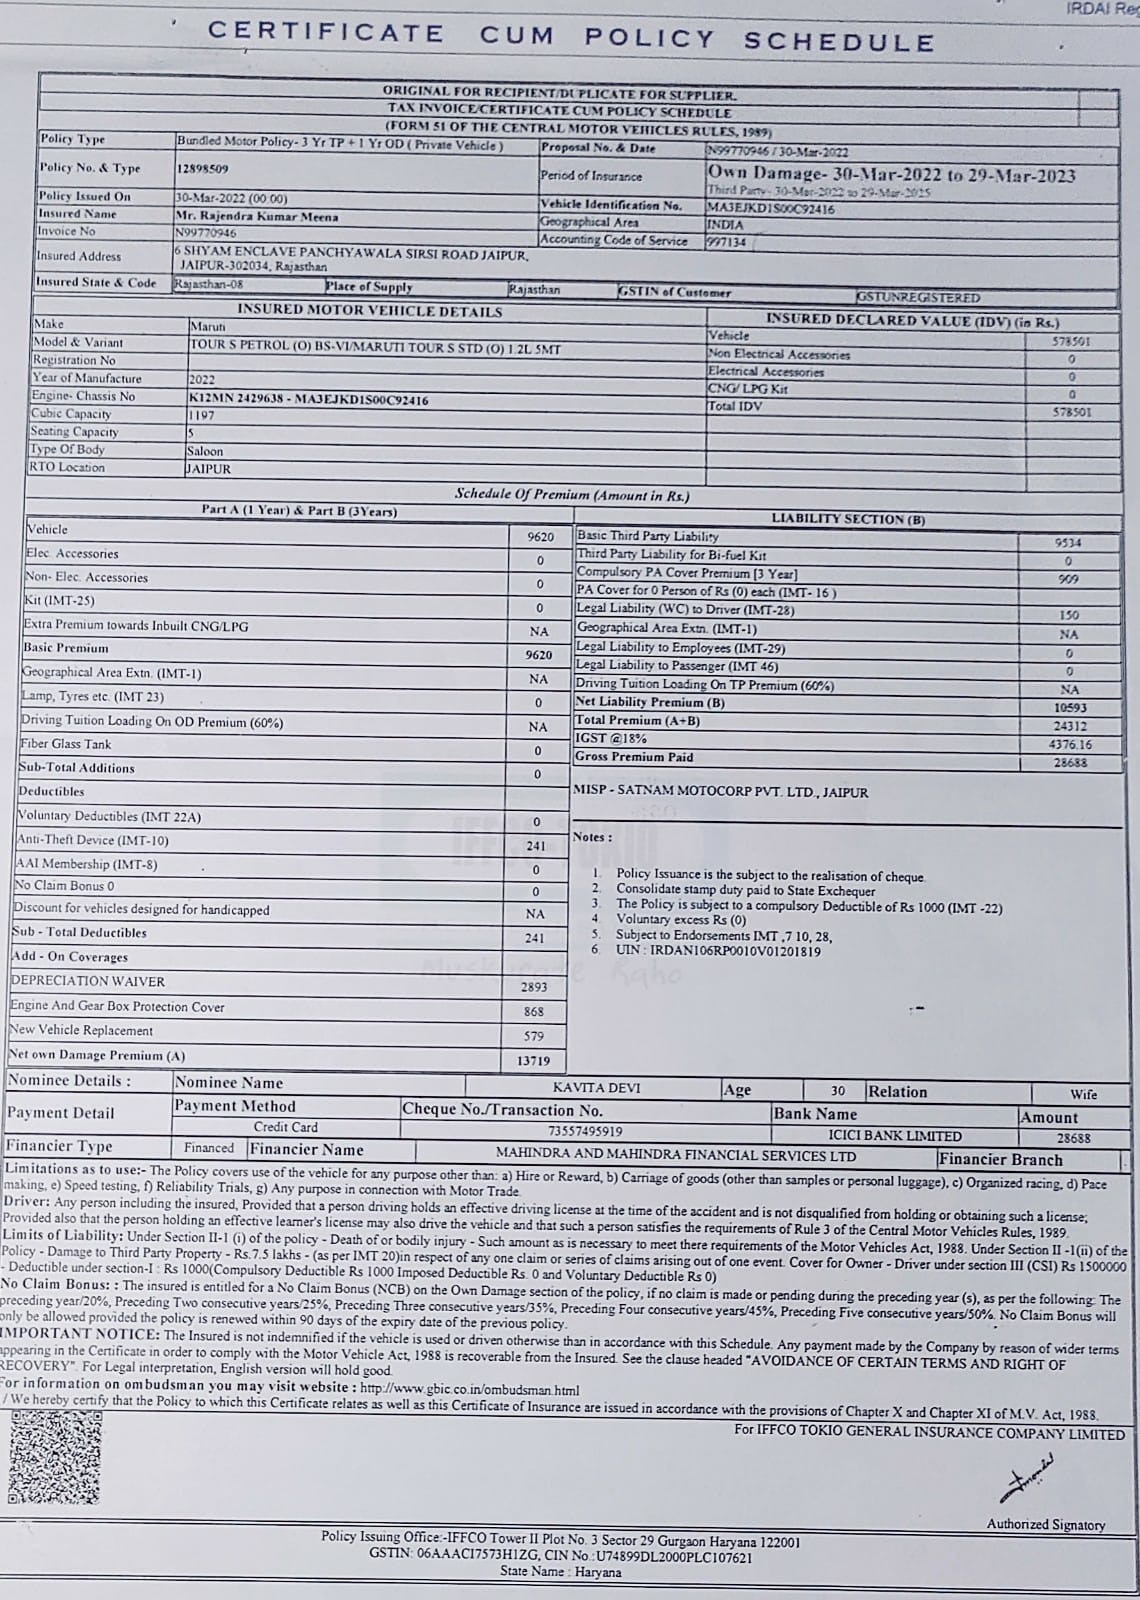 IRDAI Reg
CERTIFICATE CUM POLICY SCHEDULE
ORIGINAL FOR RECIPIENT/DUPLICATE FOR SUPPLIER.
TAX INVOICE/CERTIFICATE CUM POLICY SCHEDULE
(FORM 51 OF THE CENTRAL MOTOR VEHICLES RULES, 1989)
Policy Type Bundled Motor Policy- 3 Yr TP + 1 Yr OD ( Private Vehicle ) Proposal No. & Date N99770946 / 30-Mar-2022
Policy No. & Type 12898509 Period of Insurance Own Damage- 30-Mar-2022 to 29-Mar-2023
Third Party- 30-Mar-2022 to 29-Mar-2025
Policy Issued On 30-Mar-2022 (00:00) Vehicle Identification No. MA3EJKD1S00C92416
Insured Name Mr. Rajendra Kumar Meena Geographical Area INDIA
Invoice No N99770946 Accounting Code of Service 997134
Insured Address 6 SHYAM ENCLAVE PANCHYAWALA SIRSI ROAD JAIPUR,
JAIPUR-302034, Rajasthan
Insured State & Code Rajasthan-08 Place of Supply Rajasthan GSTIN of Customer GSTUNREGISTERED
INSURED MOTOR VEHICLE DETAILS INSURED DECLARED VALUE (IDV) (in Rs.)
Make Maruti Vehicle 578501
Model & Variant TOUR S PETROL (O) BS-VI/MARUTI TOUR S STD (O) 1.2L 5MT Non Electrical Accessories 0
Registration No Electrical Accessories 0
Year of Manufacture 2022 CNG/ LPG Kit 0
Engine- Chassis No K12MN 2429638 - MA3EJKD1S00C92416 Total IDV 578501
Cubic Capacity 1197
Seating Capacity 5
Type Of Body Saloon
RTO Location JAIPUR
Schedule Of Premium (Amount in Rs.)
Part A (1 Year) & Part B (3Years) LIABILITY SECTION (B)
Vehicle 9620 Basic Third Party Liability 9534
Elec. Accessories 0 Third Party Liability for Bi-fuel Kit 0
Non- Elec. Accessories 0 Compulsory PA Cover Premium [3 Year] 909
Kit (IMT-25) 0 PA Cover for 0 Person of Rs (0) each (IMT- 16 )
Extra Premium towards Inbuilt CNG/LPG NA Legal Liability (WC) to Driver (IMT-28) 150
Basic Premium 9620 Geographical Area Extn. (IMT-1) NA
Geographical Area Extn. (IMT-1) NA Legal Liability to Employees (IMT-29) 0
Lamp, Tyres etc. (IMT 23) 0 Legal Liability to Passenger (IMT 46) 0
Driving Tuition Loading On OD Premium (60%) NA Driving Tuition Loading On TP Premium (60%) NA
Fiber Glass Tank 0 Net Liability Premium (B) 10593
Sub-Total Additions 0 Total Premium (A+B) 24312
Deductibles IGST @18% 4376.16
Voluntary Deductibles (IMT 22A) 0 Gross Premium Paid 28688
Anti-Theft Device (IMT-10) 241 MISP - SATNAM MOTOCORP PVT. LTD., JAIPUR
AAI Membership (IMT-8) 0 Notes :
No Claim Bonus 0 0 1. Policy Issuance is the subject to the realisation of cheque.
Discount for vehicles designed for handicapped NA 2. Consolidate stamp duty paid to State Exchequer
Sub - Total Deductibles 241 3. The Policy is subject to a compulsory Deductible of Rs 1000 (IMT -22)
Add - On Coverages 4. Voluntary excess Rs (0)
DEPRECIATION WAIVER 2893 5. Subject to Endorsements IMT ,7 10, 28,
Engine And Gear Box Protection Cover 868 6. UIN : IRDAN106RP0010V01201819
New Vehicle Replacement 579
Net own Damage Premium (A) 13719
IFFCO-TOKIO
Muskurate Raho
Nominee Details : Nominee Name KAVITA DEVI Age 30 Relation Wife
Payment Detail Payment Method Cheque No./Transaction No. Bank Name Amount
Credit Card 73557495919 ICICI BANK LIMITED 28688
Financier Type Financed Financier Name MAHINDRA AND MAHINDRA FINANCIAL SERVICES LTD Financier Branch
Limitations as to use:- The Policy covers use of the vehicle for any purpose other than: a) Hire or Reward, b) Carriage of goods (other than samples or personal luggage), c) Organized racing, d) Pace
making, e) Speed testing, f) Reliability Trials, g) Any purpose in connection with Motor Trade.
Driver: Any person including the insured, Provided that a person driving holds an effective driving license at the time of the accident and is not disqualified from holding or obtaining such a license;
Provided also that the person holding an effective learner's license may also drive the vehicle and that such a person satisfies the requirements of Rule 3 of the Central Motor Vehicles Rules, 1989.
Limits of Liability: Under Section II-1 (i) of the policy - Death of or bodily injury - Such amount as is necessary to meet there requirements of the Motor Vehicles Act, 1988. Under Section II -1(ii) of the
Policy - Damage to Third Party Property - Rs.7.5 lakhs - (as per IMT 20)in respect of any one claim or series of claims arising out of one event. Cover for Owner - Driver under section III (CSI) Rs 1500000
- Deductible under section-I : Rs 1000(Compulsory Deductible Rs 1000 Imposed Deductible Rs. 0 and Voluntary Deductible Rs 0)
No Claim Bonus: : The insured is entitled for a No Claim Bonus (NCB) on the Own Damage section of the policy, if no claim is made or pending during the preceding year (s), as per the following: The
preceding year/20%, Preceding Two consecutive years/25%, Preceding Three consecutive years/35%, Preceding Four consecutive years/45%, Preceding Five consecutive years/50%. No Claim Bonus will
only be allowed provided the policy is renewed within 90 days of the expiry date of the previous policy.
IMPORTANT NOTICE: The Insured is not indemnified if the vehicle is used or driven otherwise than in accordance with this Schedule. Any payment made by the Company by reason of wider terms
appearing in the Certificate in order to comply with the Motor Vehicle Act, 1988 is recoverable from the Insured. See the clause headed "AVOIDANCE OF CERTAIN TERMS AND RIGHT OF
RECOVERY". For Legal interpretation, English version will hold good.
For information on ombudsman you may visit website : http://www.gbic.co.in/ombudsman.html
/ We hereby certify that the Policy to which this Certificate relates as well as this Certificate of Insurance are issued in accordance with the provisions of Chapter X and Chapter XI of M.V. Act, 1988.
For IFFCO TOKIO GENERAL INSURANCE COMPANY LIMITED
Authorized Signatory
Policy Issuing Office:-IFFCO Tower II Plot No. 3 Sector 29 Gurgaon Haryana 122001
GSTIN: 06AAACI7573H1ZG, CIN No.:U74899DL2000PLC107621
State Name : Haryana